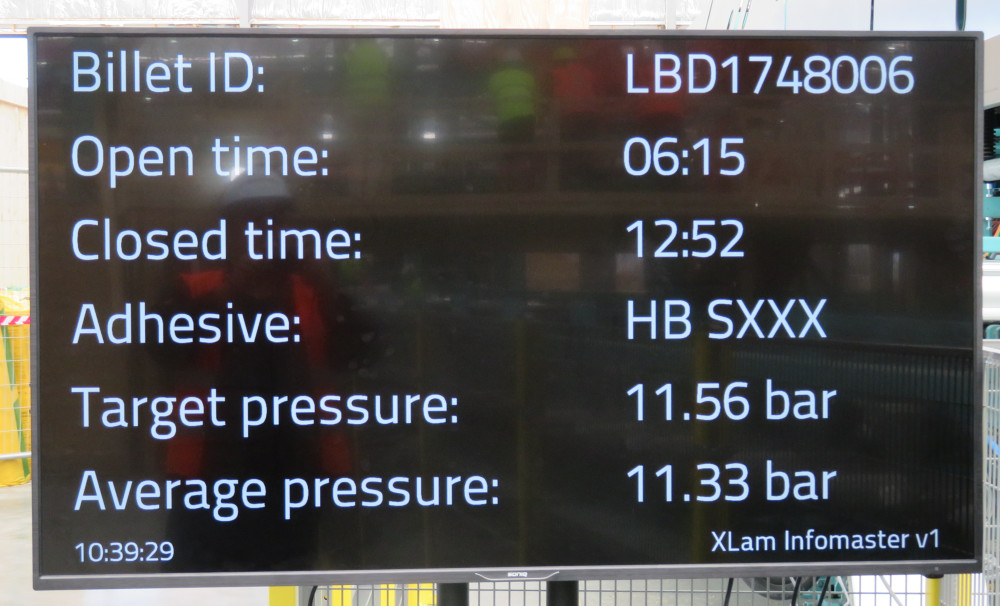 Billet ID: LBD1748006
Open time: 06:15
Closed time: 12:52
Adhesive: HB SXXX
Target pressure: 11.56 bar
Average pressure: 11.33 bar
10:39:29 XLam Infomaster v1